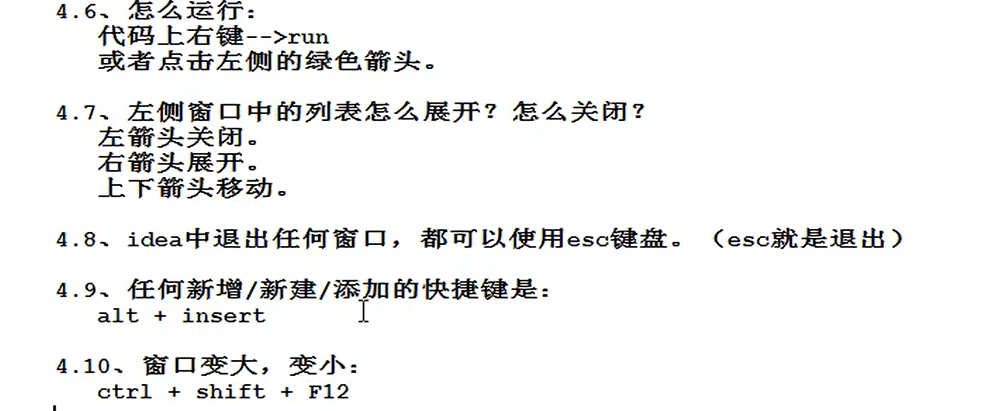 4.6、怎么运行：
代码上右键-->run
或者点击左侧的绿色箭头。
4.7、左侧窗口中的列表怎么展开？怎么关闭？
左箭头关闭。
右箭头展开。
上下箭头移动。
4.8、idea中退出任何窗口，都可以使用esc键盘。（esc就是退出）
4.9、任何新增/新建/添加的快捷键是：
alt + insert
4.10、窗口变大，变小：
ctrl + shift + F12